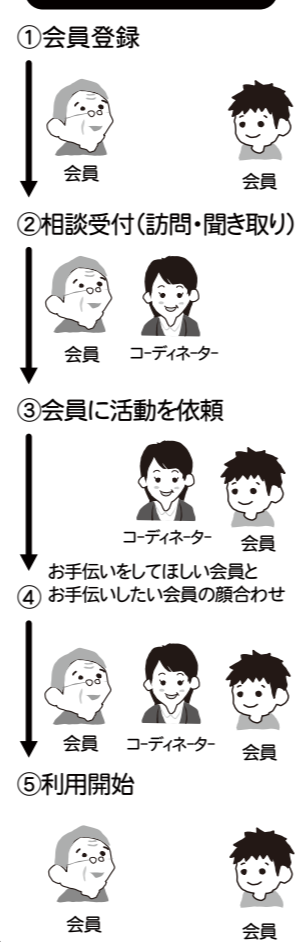 ①会員登録
会員
会員
②相談受付(訪問・聞き取り)
会員
コーディネーター
③会員に活動を依頼
コーディネーター
会員
④お手伝いをしてほしい会員と
お手伝いしたい会員の顔合わせ
会員
コーディネーター
会員
⑤利用開始
会員
会員